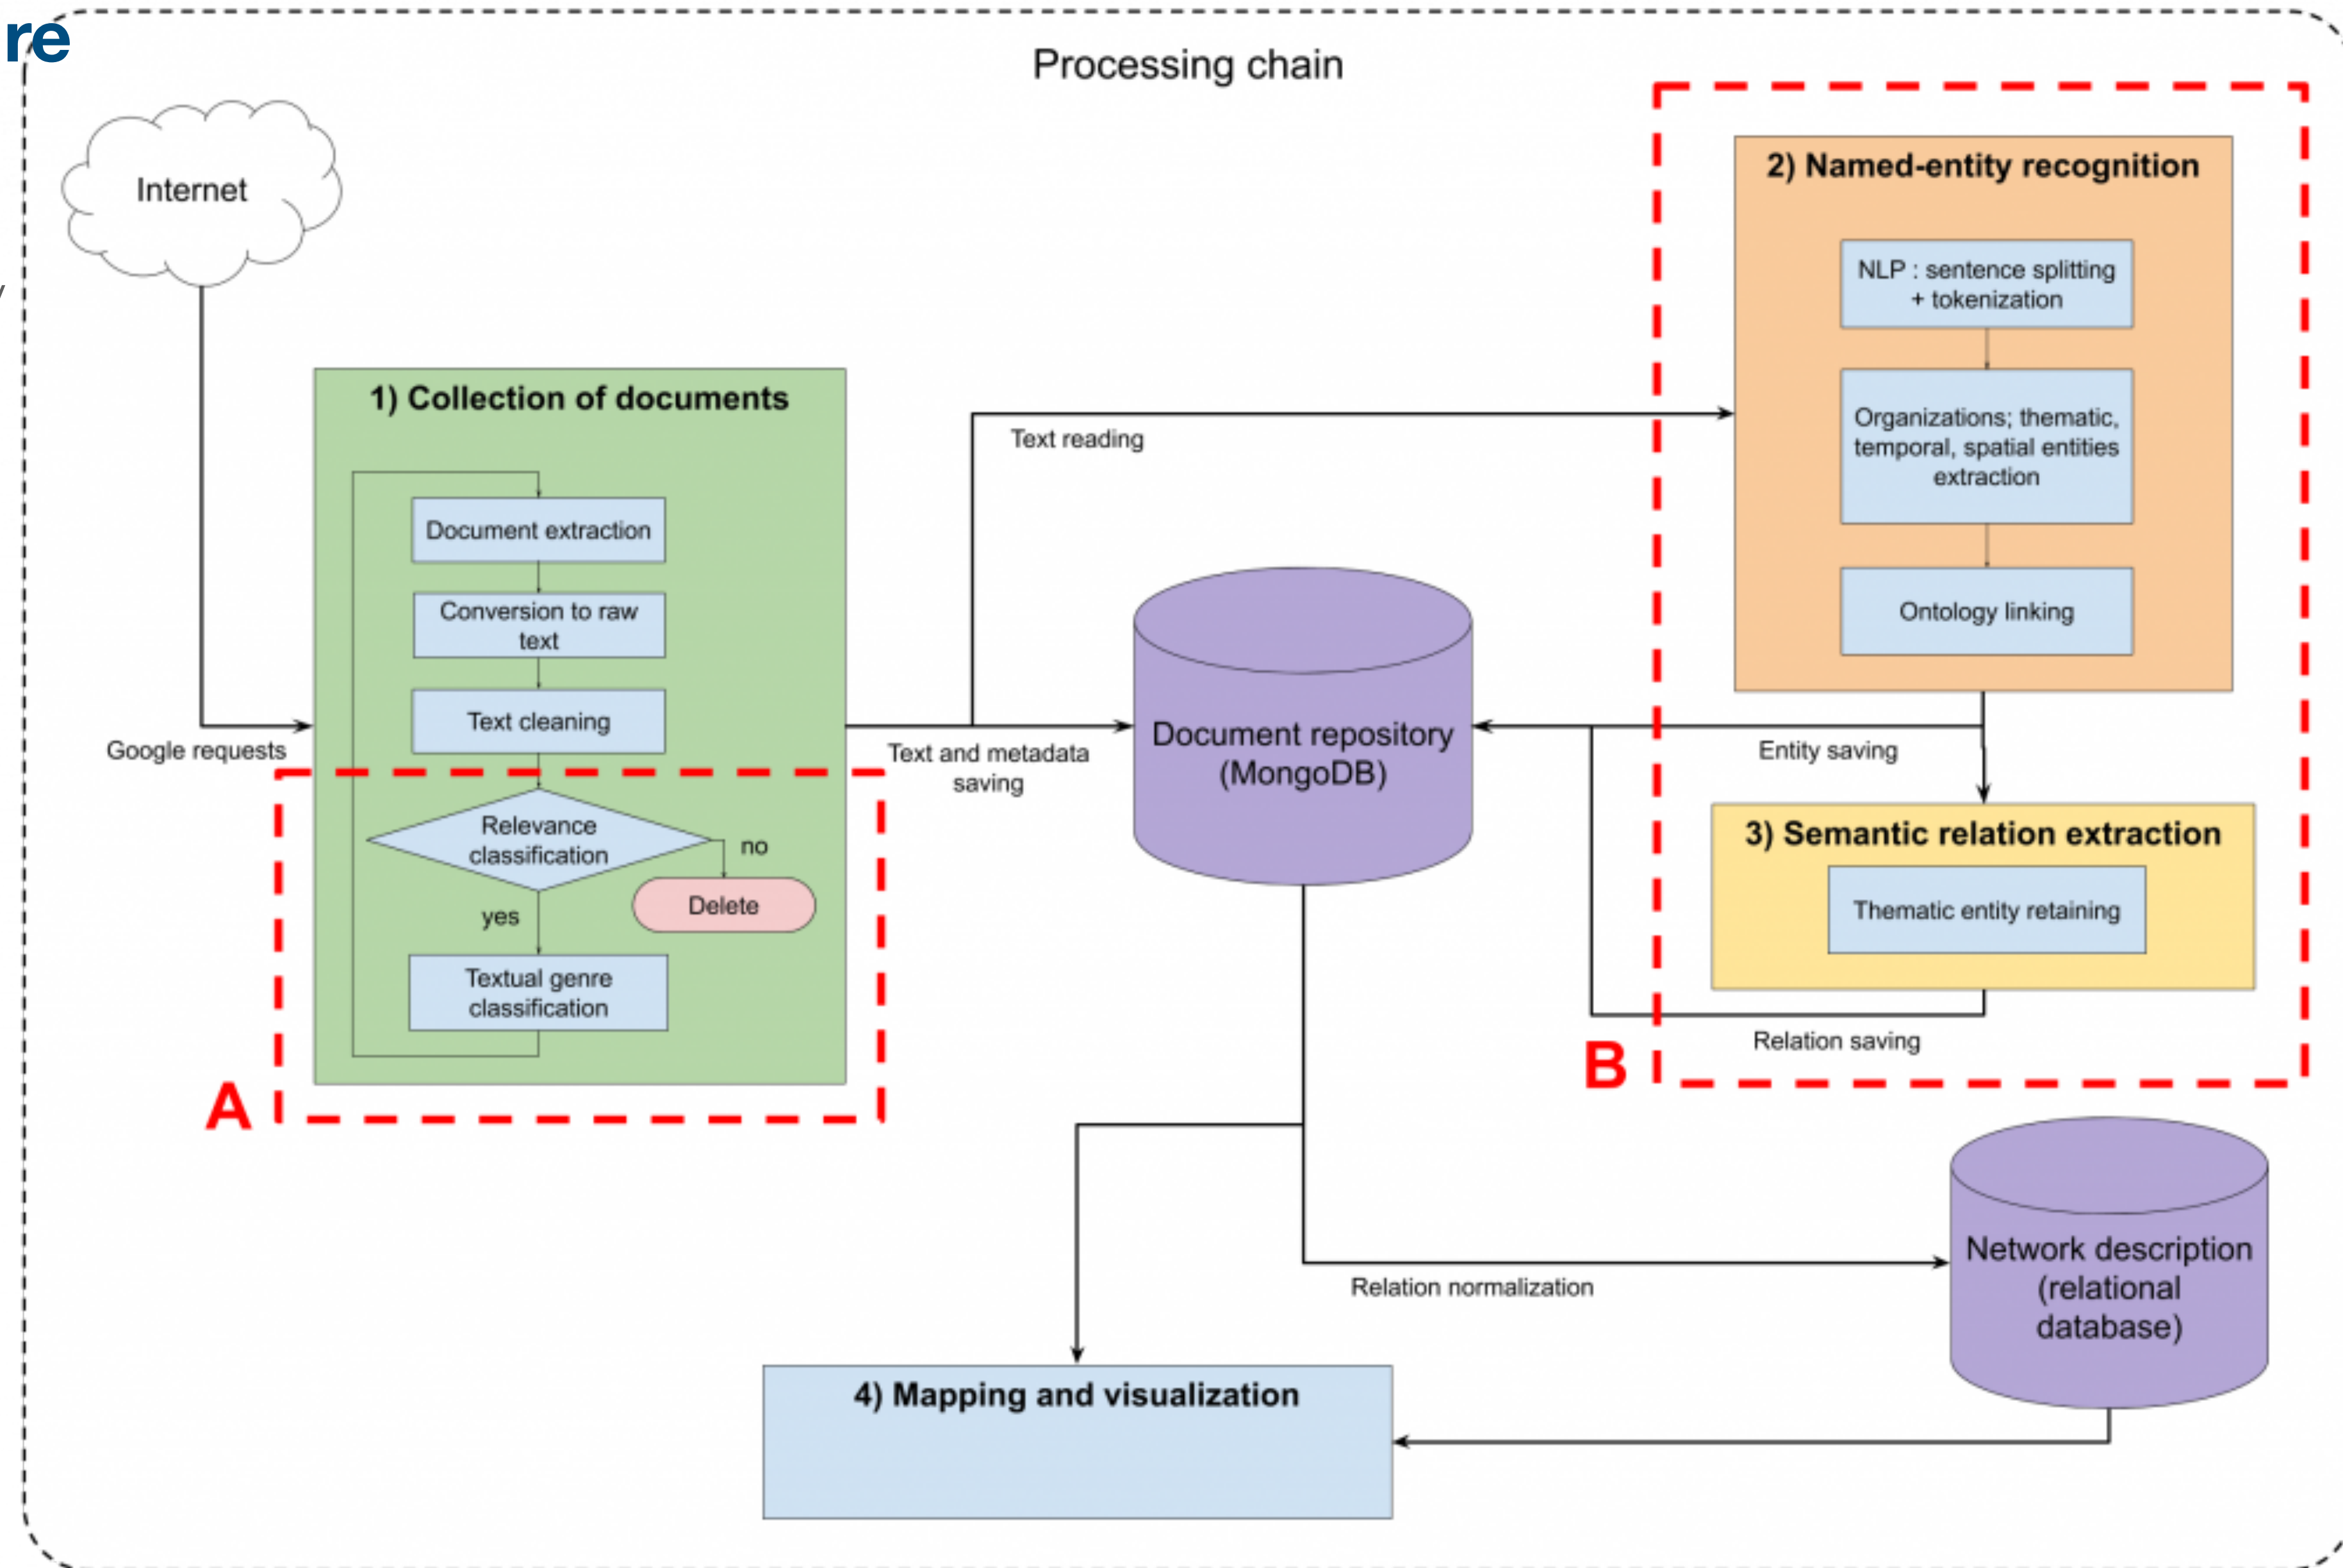 re
Processing chain
Internet
Google requests
1) Collection of documents
Document extraction
Conversion to raw
text
Text cleaning
Relevance
classification
no
Delete
yes
Textual genre
classification
A
Text reading
Text and metadata
saving
Document repository
(MongoDB)
2) Named-entity recognition
NLP : sentence splitting
+ tokenization
Organizations; thematic,
temporal, spatial entities
extraction
Ontology linking
Entity saving
3) Semantic relation extraction
Thematic entity retaining
Relation saving
B
Relation normalization
Network description
(relational
database)
4) Mapping and visualization